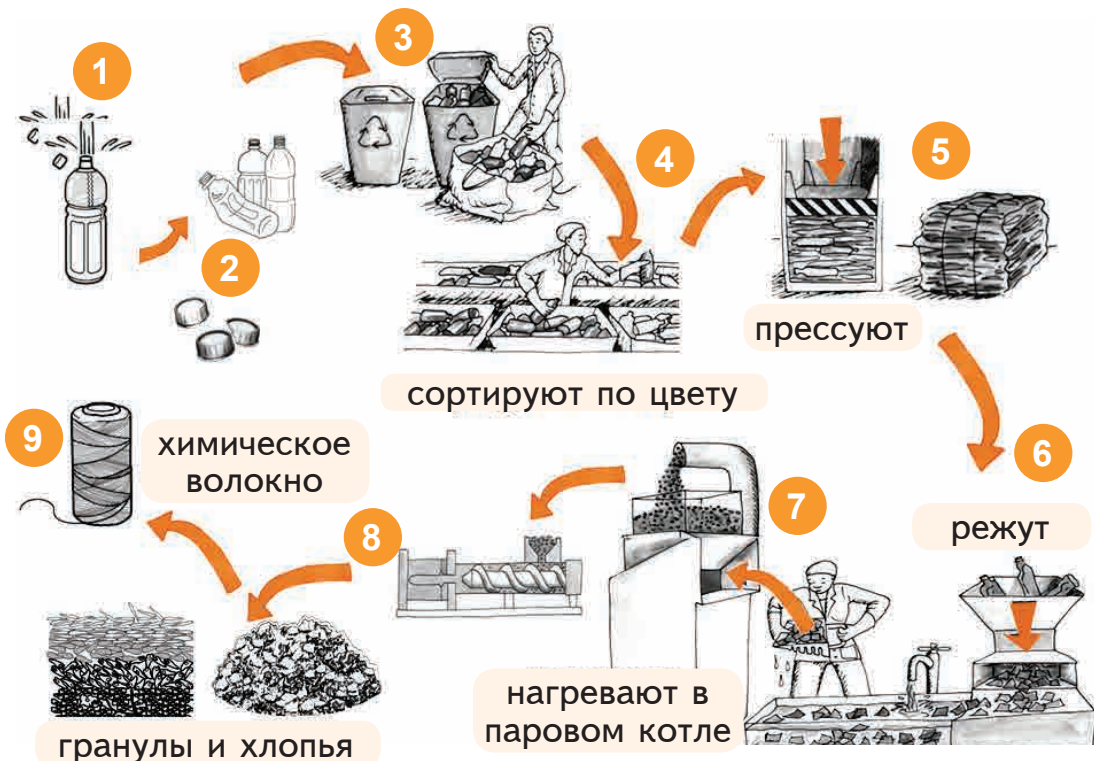 1
2
3
4
5
прессуют
сортируют по цвету
6
режут
7
нагревают в
паровом котле
8
гранулы и хлопья
9
химическое
волокно